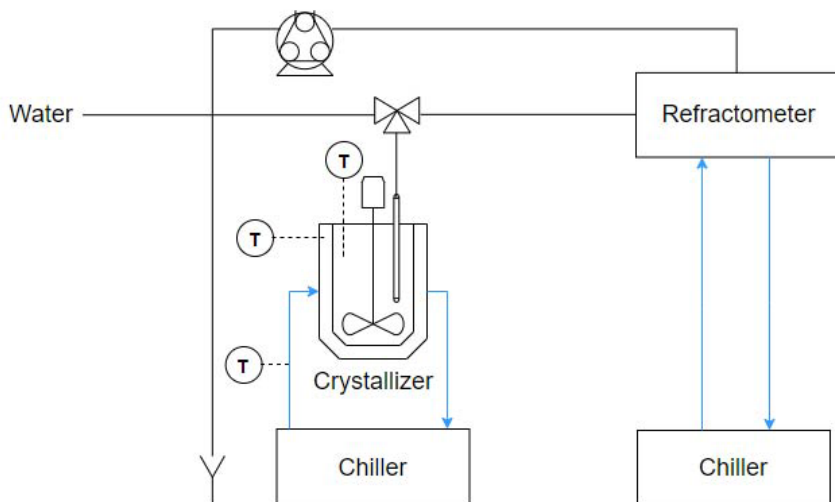 Water
Refractometer
T
T
T
Crystallizer
Chiller
Chiller